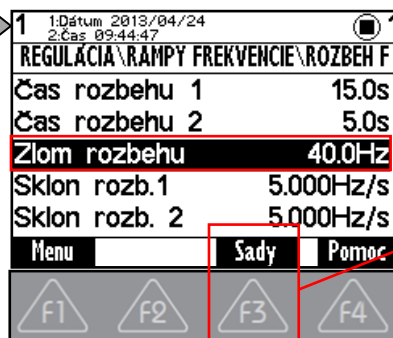 1 1:Dátum 2013/04/24
2:Čas 09:44:47
REGULÁCIA\RAMPY FREKVENCIE\ROZBEH F
Čas rozbehu 1 15.0s
Čas rozbehu 2 5.0s
Zlom rozbehu 40.0Hz
Sklon rozb.1 5.000Hz/s
Sklon rozb. 2 5.000Hz/s
Menu Sady Pomoc
F1 F2 F3 F4